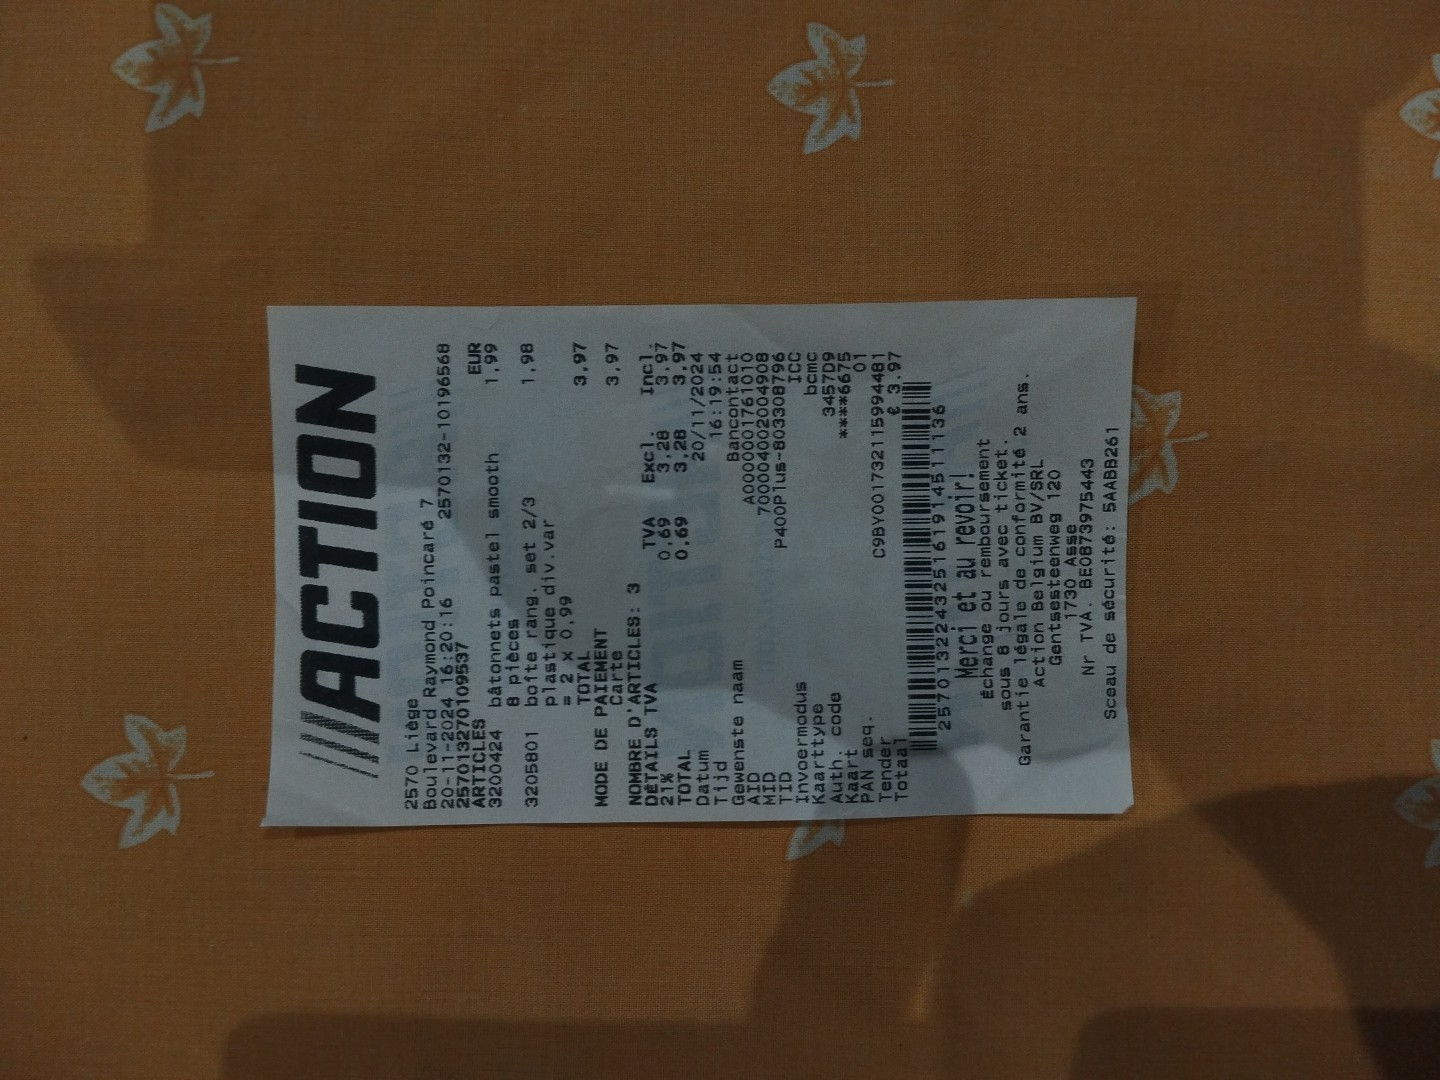 ACTION
2570 Liège
Boulevard Raymond Poincaré 7
20-11-2024 16:20:16 2570132-10196568
257013270109537
ARTICLES EUR
3200424 bâtonnets pastel smooth 1,99
8 pièces
3205801 boîte rang. set 2/3 1,98
plastique div.var
= 2 x 0,99
TOTAL 3,97
MODE DE PAIEMENT
Carte 3,97
NOMBRE D'ARTICLES: 3
DÉTAILS TVA TVA Excl. Incl.
21% 0,69 3,28 3,97
TOTAL 0,69 3,28 3,97
Datum 20/11/2024
Tijd 16:19:54
Gewenste naam Bancontact
AID A0000001761010
MID 700004002004908
TID P400Plus-803308796
Invoermodus ICC
Kaarttype bcmc
Auth. code 345709
Kaart ****6675
PAN seq. 01
Tender C9BY001732115994481
Totaal € 3.97
2570132243251619145111136
Merci et au revoir!
Échange ou remboursement
sous 8 jours avec ticket.
Garantie légale de conformité 2 ans.
Action Belgium BV/SRL
Gentsesteenweg 120
1730 Asse
Nr TVA. BE0873975443
Sceau de sécurité: 5AABB261